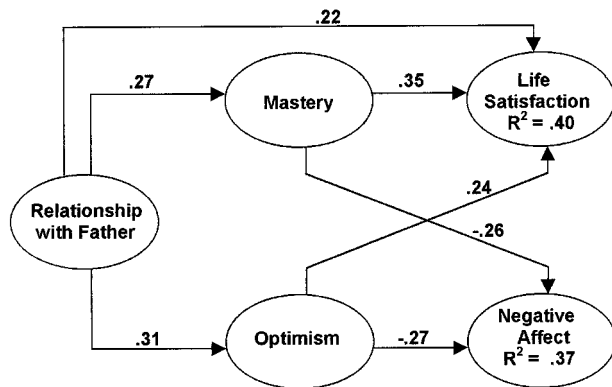 .22
.27
Mastery
.35
Life
Satisfaction
R² = .40
.24
-.26
Relationship
with Father
.31
Optimism
-.27
Negative
Affect
R² = .37